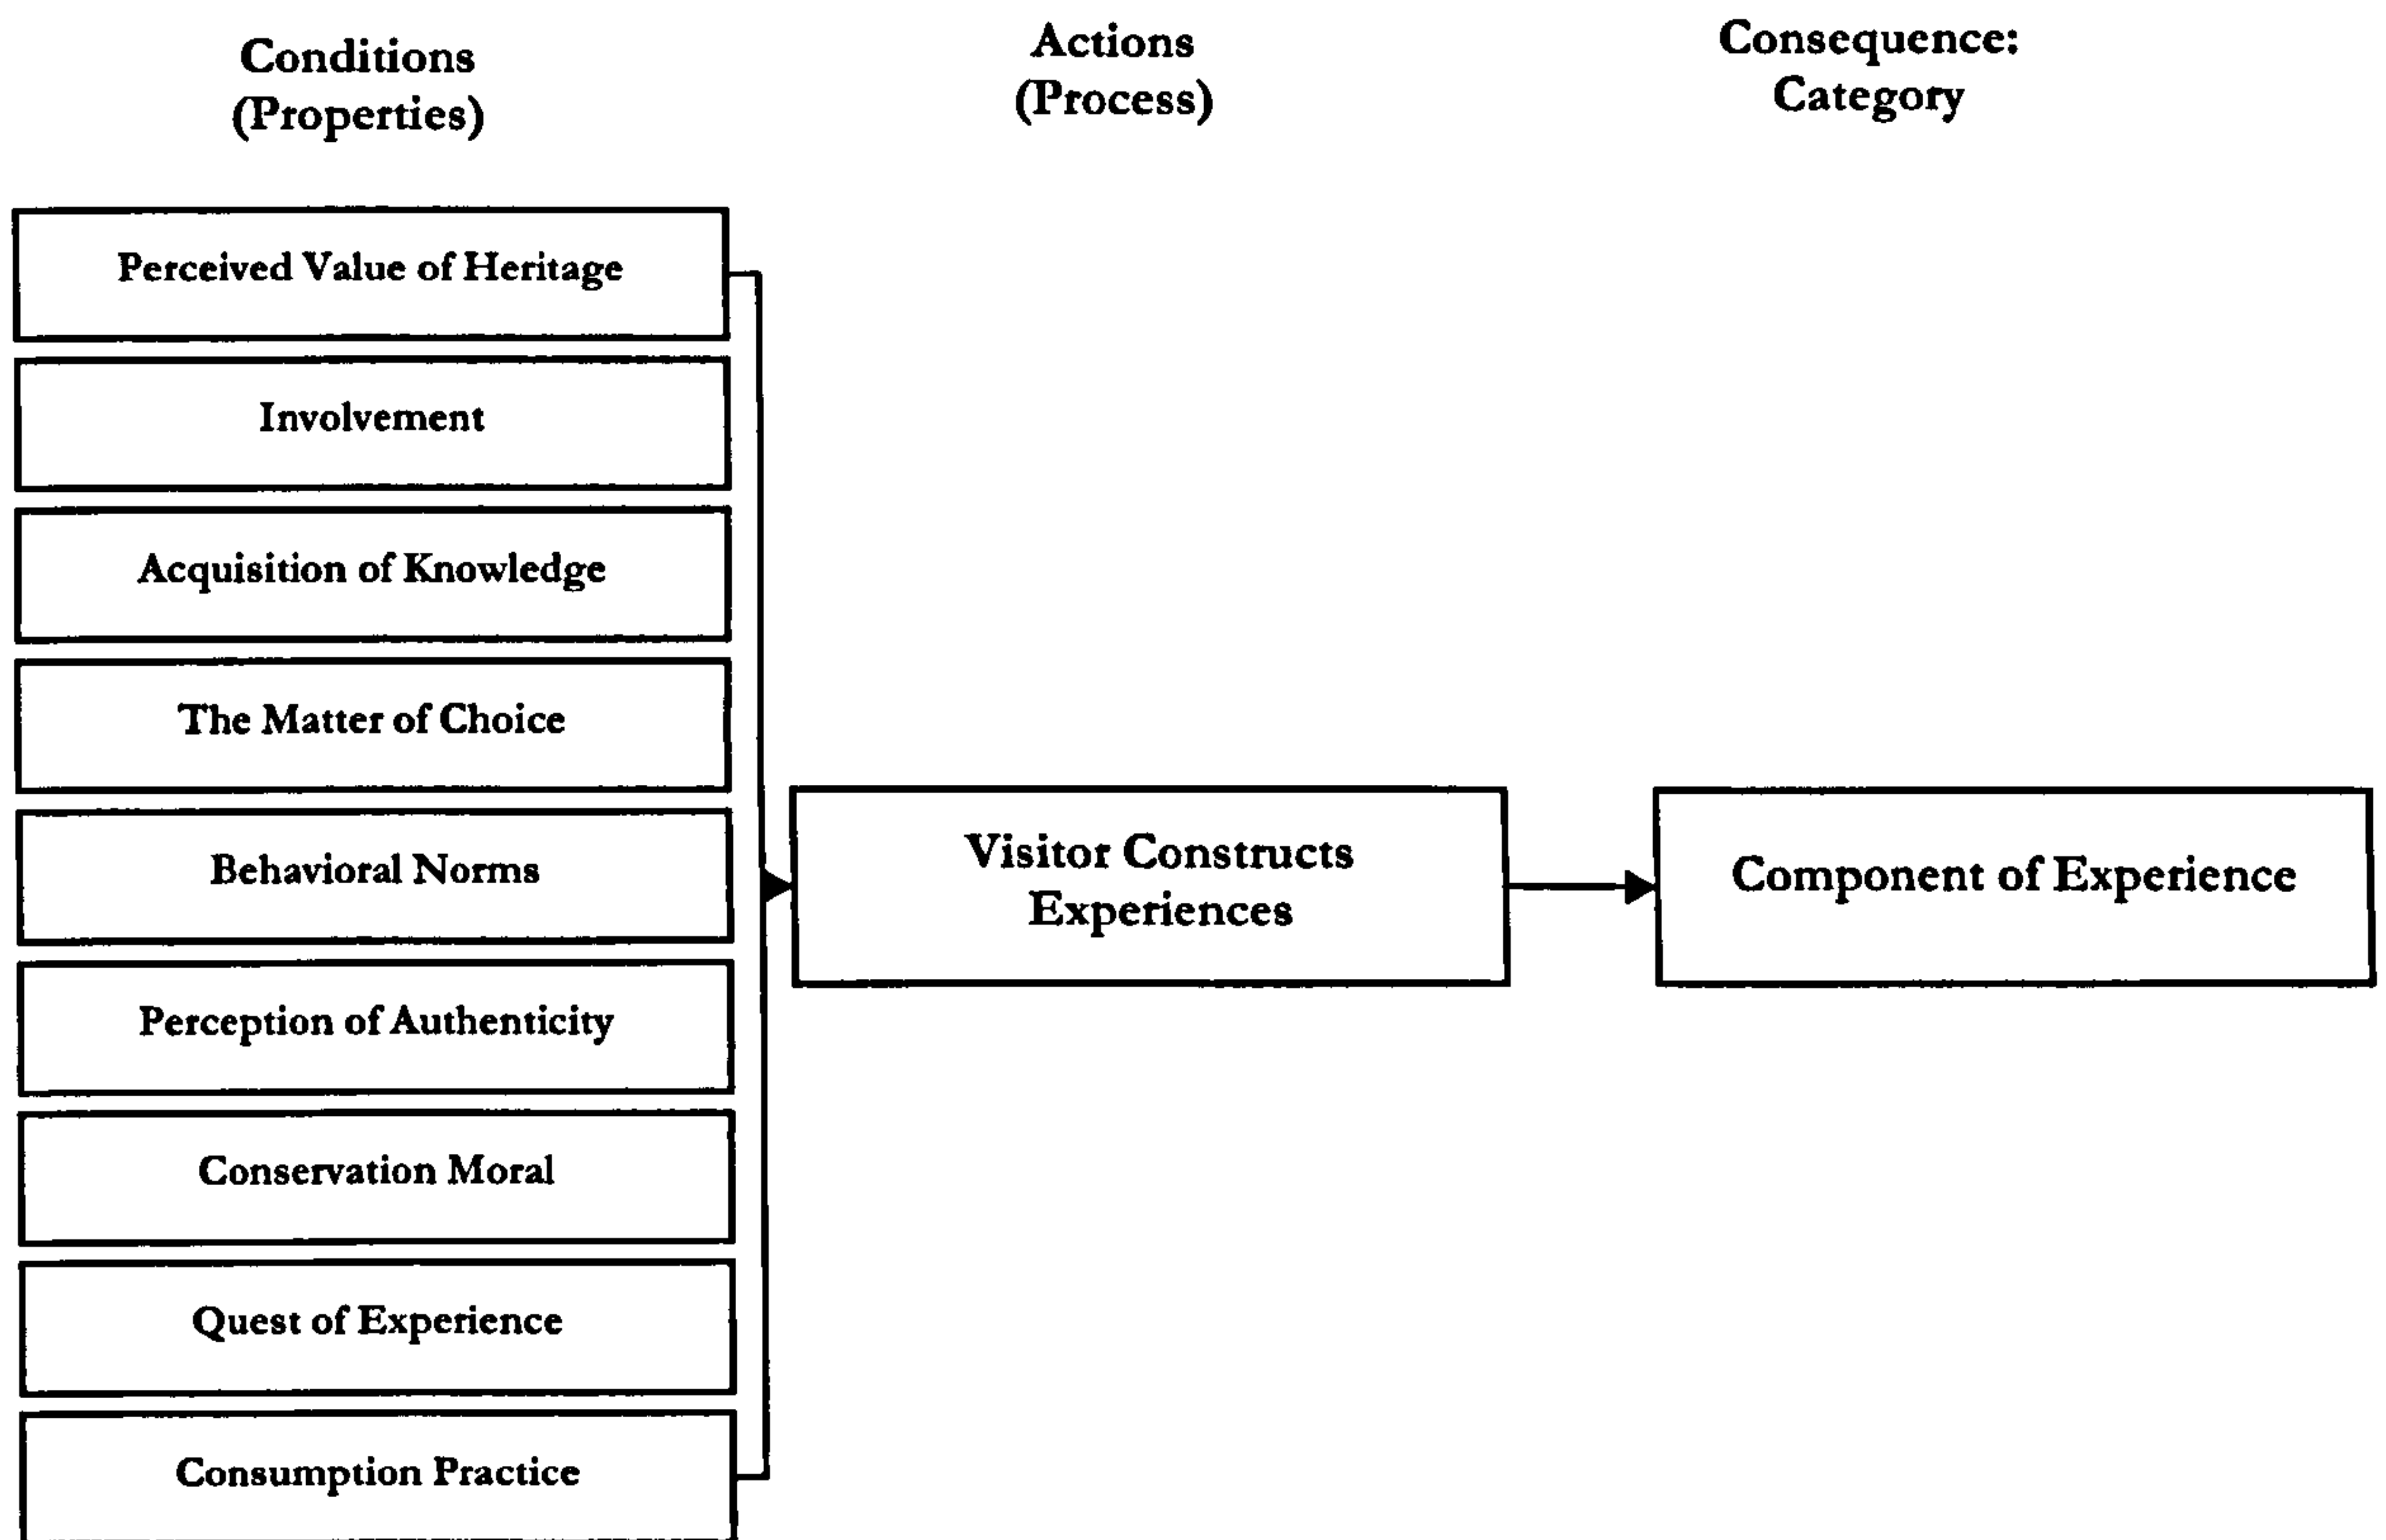 Conditions
(Properties)
Actions
(Process)
Consequence:
Category
Perceived Value of Heritage
Involvement
Acquisition of Knowledge
The Matter of Choice
Behavioral Norms
Perception of Authenticity
Conservation Moral
Quest of Experience
Consumption Practice
Visitor Constructs
Experiences
Component of Experience